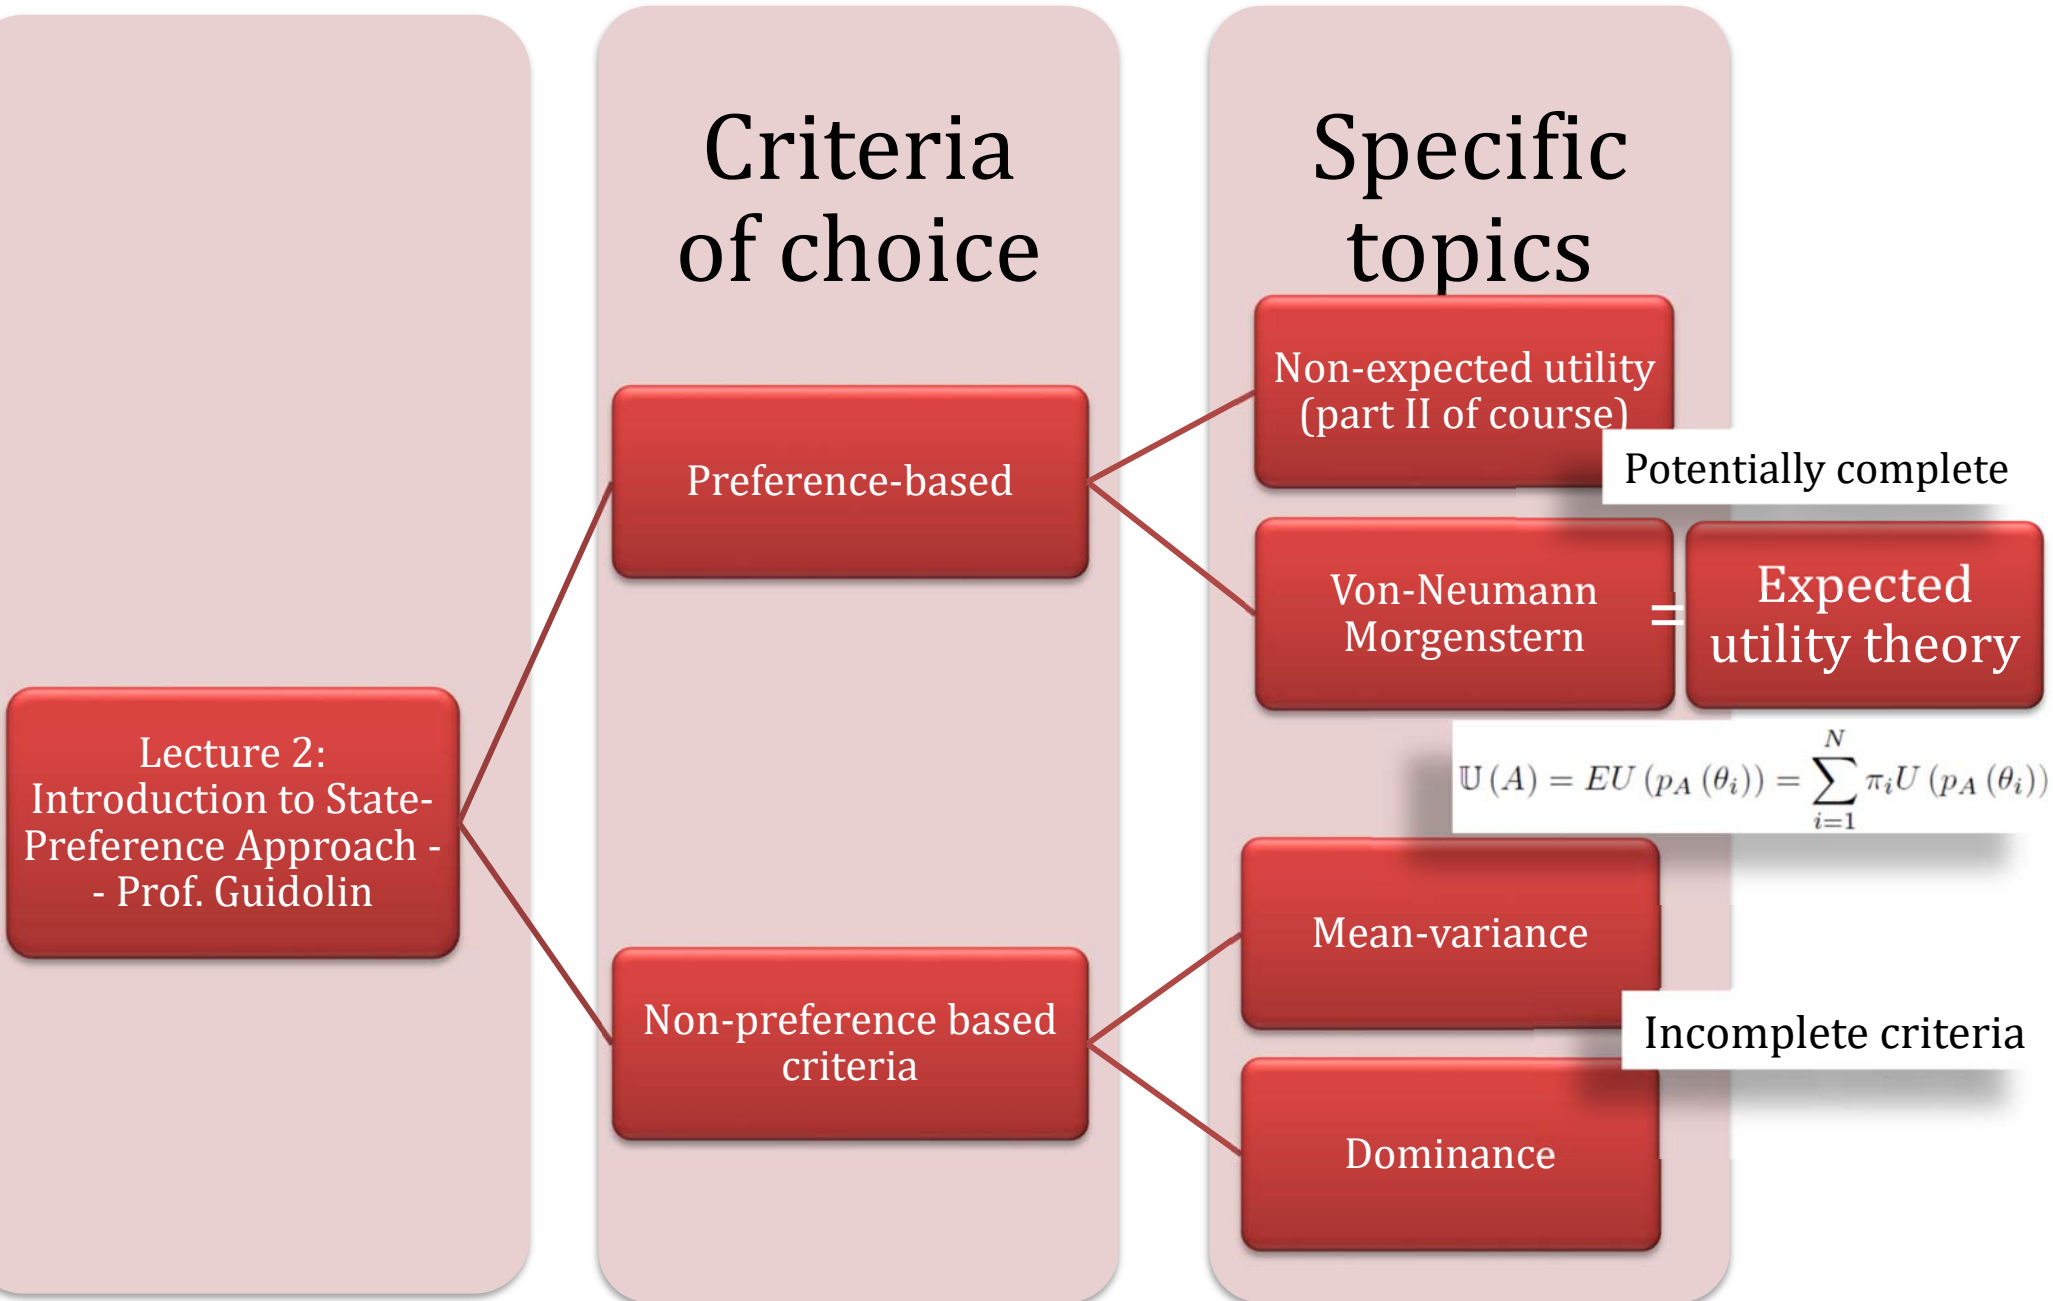 Criteria
of choice
Specific
topics
Lecture 2:
Introduction to State-
Preference Approach -
- Prof. Guidolin
Preference-based
Non-preference based
criteria
Non-expected utility
(part II of course)
Potentially complete
Von-Neumann
Morgenstern
=
Expected
utility theory
𝕌 (A) = EU (p_A (θ_i)) = \sum_{i=1}^{N} π_i U (p_A (θ_i))
Mean-variance
Incomplete criteria
Dominance